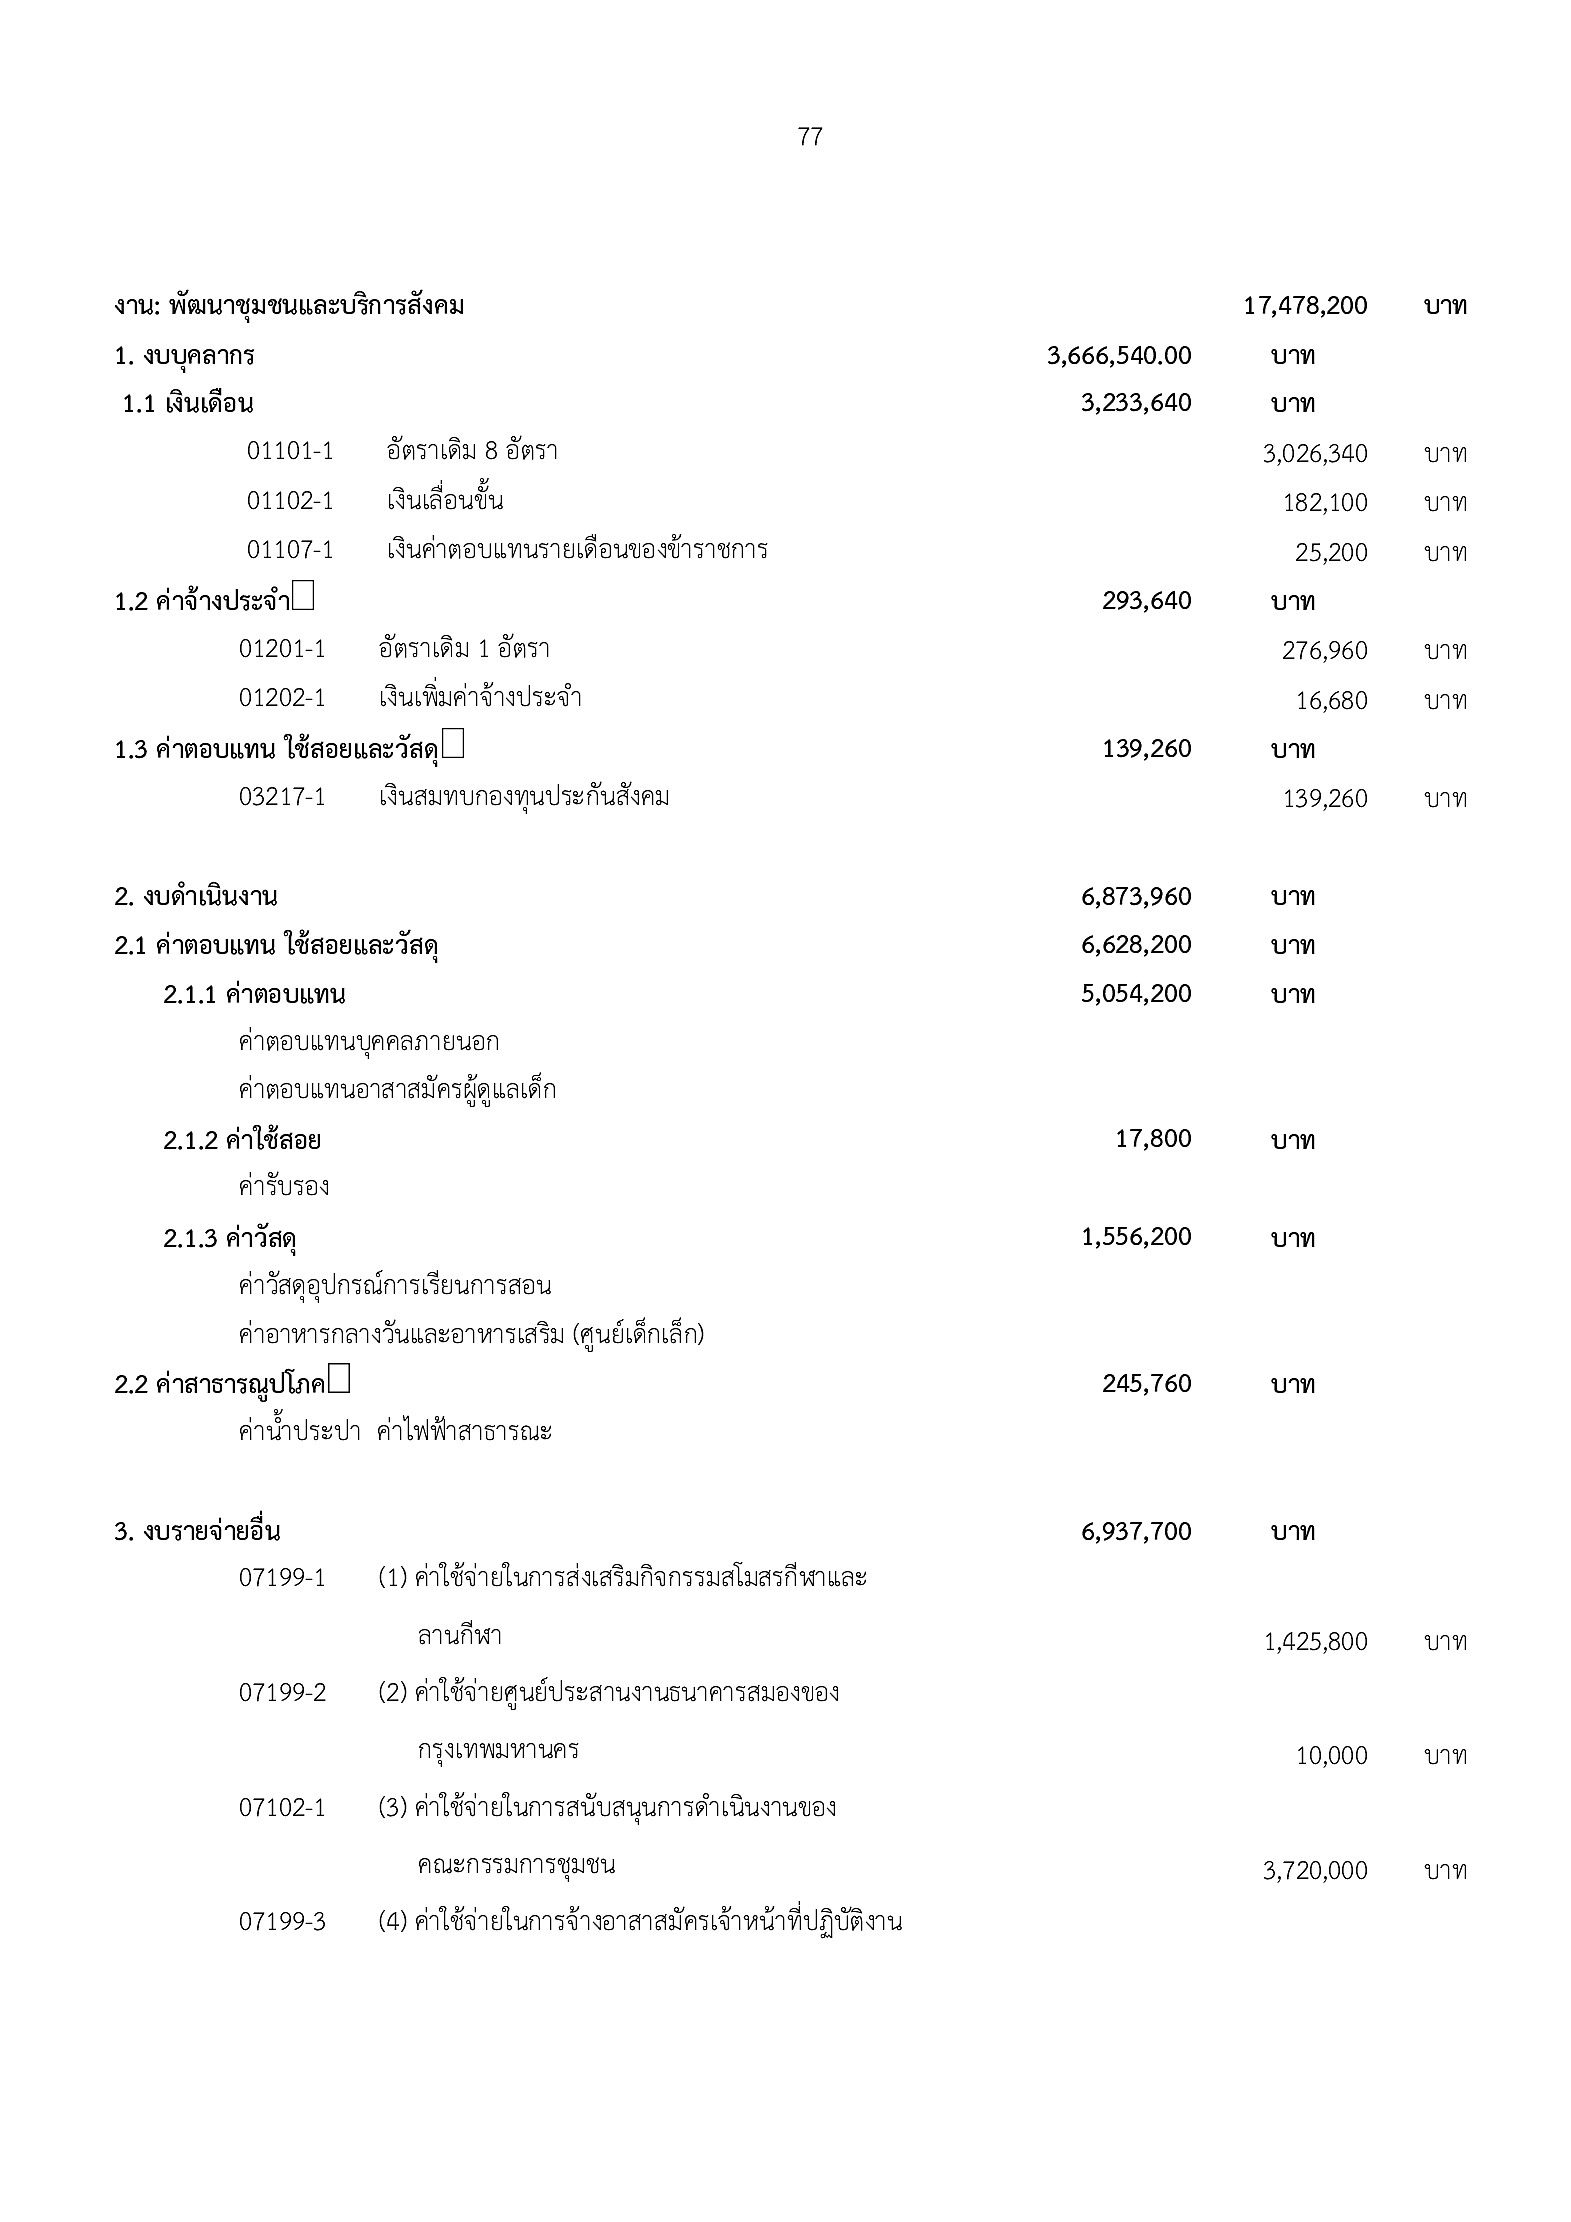 77
งาน: พัฒนาชุมชนและบริการสังคม 17,478,200 บาท
1. งบบุคลากร 3,666,540.00 บาท
1.1 เงินเดือน 3,233,640 บาท
01101-1 อัตราเดิม 8 อัตรา 3,026,340 บาท
01102-1 เงินเลื่อนขั้น 182,100 บาท
01107-1 เงินค่าตอบแทนรายเดือนของข้าราชการ 25,200 บาท
1.2 ค่าจ้างประจำ 293,640 บาท
01201-1 อัตราเดิม 1 อัตรา 276,960 บาท
01202-1 เงินเพิ่มค่าจ้างประจำ 16,680 บาท
1.3 ค่าตอบแทน ใช้สอยและวัสดุ 139,260 บาท
03217-1 เงินสมทบกองทุนประกันสังคม 139,260 บาท
2. งบดำเนินงาน 6,873,960 บาท
2.1 ค่าตอบแทน ใช้สอยและวัสดุ 6,628,200 บาท
2.1.1 ค่าตอบแทน 5,054,200 บาท
ค่าตอบแทนบุคคลภายนอก
ค่าตอบแทนอาสาสมัครผู้ดูแลเด็ก
2.1.2 ค่าใช้สอย 17,800 บาท
ค่ารับรอง
2.1.3 ค่าวัสดุ 1,556,200 บาท
ค่าวัสดุอุปกรณ์การเรียนการสอน
ค่าอาหารกลางวันและอาหารเสริม (ศูนย์เด็กเล็ก)
2.2 ค่าสาธารณูปโภค 245,760 บาท
ค่าน้ำประปา ค่าไฟฟ้าสาธารณะ
3. งบรายจ่ายอื่น 6,937,700 บาท
07199-1 (1) ค่าใช้จ่ายในการส่งเสริมกิจกรรมสโมสรกีฬาและ
ลานกีฬา 1,425,800 บาท
07199-2 (2) ค่าใช้จ่ายศูนย์ประสานงานธนาคารสมองของ
กรุงเทพมหานคร 10,000 บาท
07102-1 (3) ค่าใช้จ่ายในการสนับสนุนการดำเนินงานของ
คณะกรรมการชุมชน 3,720,000 บาท
07199-3 (4) ค่าใช้จ่ายในการจ้างอาสาสมัครเจ้าหน้าที่ปฏิบัติงาน